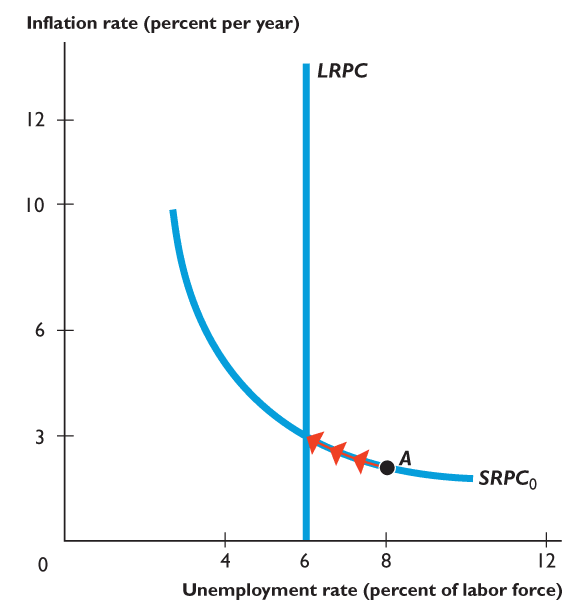 Inflation rate (percent per year)
LRPC
12
10
6
3
A
SRPC₀
0
4
6
8
12
Unemployment rate (percent of labor force)